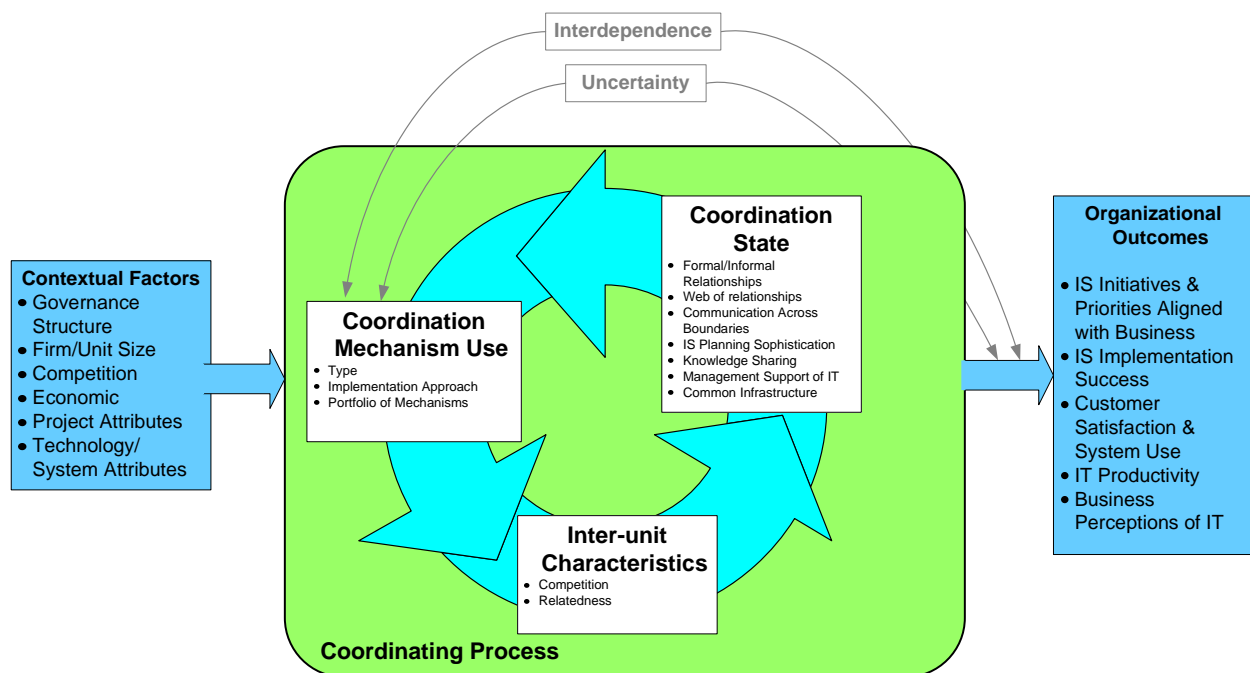 Interdependence
Uncertainty
Contextual Factors
• Governance
Structure
• Firm/Unit Size
• Competition
• Economic
• Project Attributes
• Technology/
System Attributes
Coordination
Mechanism Use
• Type
• Implementation Approach
• Portfolio of Mechanisms
Coordination
State
• Formal/Informal
Relationships
• Web of relationships
• Communication Across
Boundaries
• IS Planning Sophistication
• Knowledge Sharing
• Management Support of IT
• Common Infrastructure
Inter-unit
Characteristics
• Competition
• Relatedness
Coordinating Process
Organizational
Outcomes
• IS Initiatives &
Priorities Aligned
with Business
• IS Implementation
Success
• Customer
Satisfaction &
System Use
• IT Productivity
• Business
Perceptions of IT